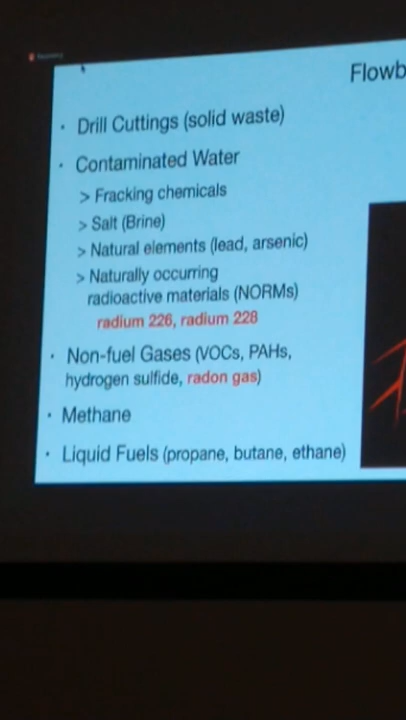 Flowb
· Drill Cuttings (solid waste)
· Contaminated Water
> Fracking chemicals
> Salt (Brine)
> Natural elements (lead, arsenic)
> Naturally occurring
radioactive materials (NORMs)
radium 226, radium 228
· Non-fuel Gases (VOCs, PAHs,
hydrogen sulfide, radon gas)
· Methane
· Liquid Fuels (propane, butane, ethane)